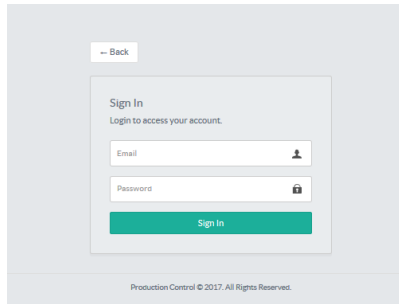 ← Back
Sign In
Login to access your account.
Email
Password
Sign In
Production Control © 2017. All Rights Reserved.